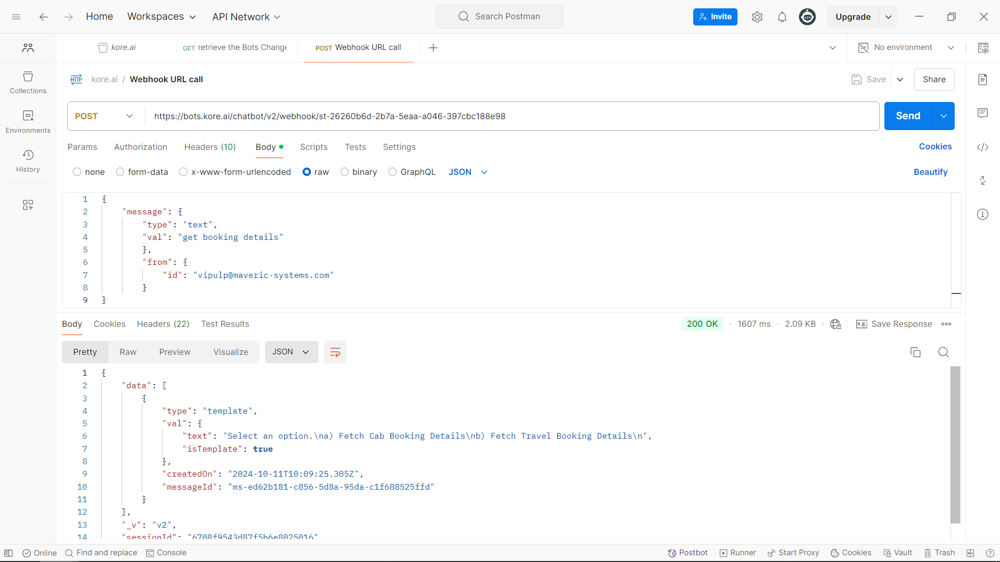 Home Workspaces API Network Search Postman Invite Upgrade
kore.ai GET retrieve the Bots Change POST Webhook URL call No environment
HTTP kore.ai / Webhook URL call Save Share
Collections
POST https://bots.kore.ai/chatbot/v2/webhook/st-26260b6d-2b7a-5eaa-a046-397cbc188e98 Send
Environments
Params Authorization Headers (10) Body Scripts Tests Settings Cookies
History
none form-data x-www-form-urlencoded raw binary GraphQL JSON Beautify
1 {
2 "message": {
3 "type": "text",
4 "val": "get booking details"
5 },
6 "from": {
7 "id": "vipulp@maveric-systems.com"
8 }
9 }
Body Cookies Headers (22) Test Results 200 OK 1607 ms 2.09 KB e.g. Save Response
Pretty Raw Preview Visualize JSON
1 {
2 "data": [
3 {
4 "type": "template",
5 "val": {
6 "text": "Select an option.\na) Fetch Cab Booking Details\nb) Fetch Travel Booking Details\n",
7 "isTemplate": true
8 },
9 "createdOn": "2024-10-11T10:09:25.305Z",
10 "messageId": "ms-ed62b181-c856-5d8a-95da-c1f688525ffd"
11 }
12 ],
13 "_v": "v2",
14 "sessionId": "6708f9543d87f5b6e8025016"
Online Find and replace Console Postbot Runner Start Proxy Cookies Vault Trash